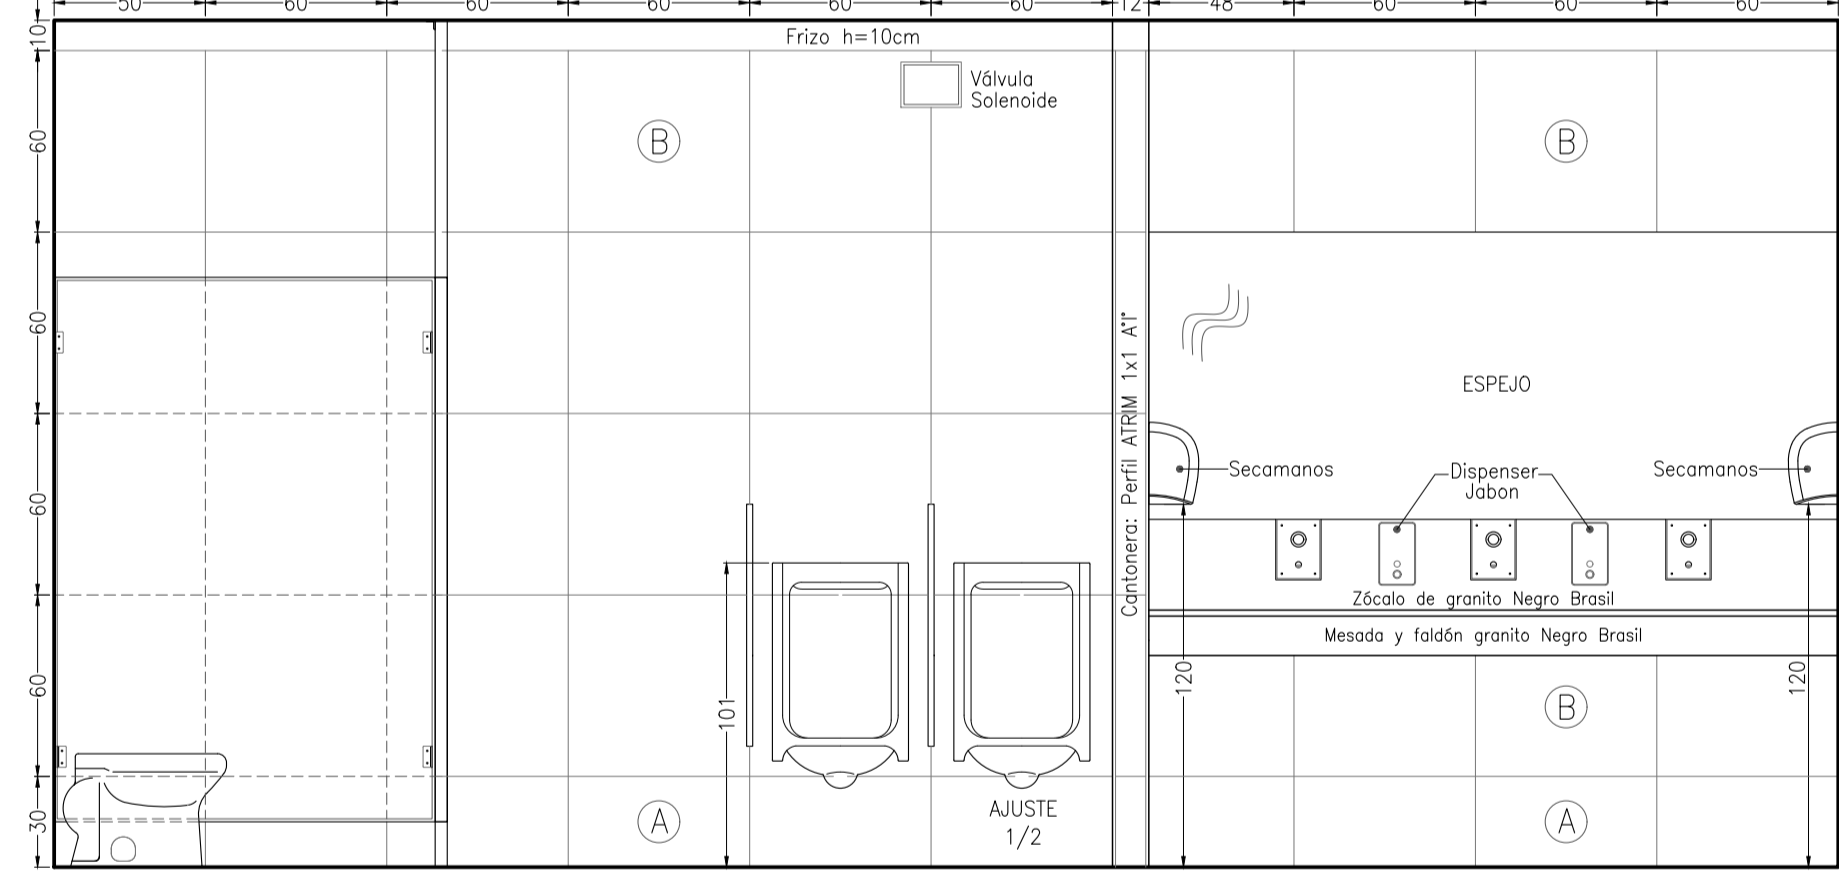 50 60 60 60 60 60 12 48 60 60 60
10
Frizo h=10cm
Válvula
Solenoide
60
B
B
60
ESPEJO
Cantonera: Perfil ATRIM 1x1 A°I°
60
Secamanos
Dispenser
Jabon
Secamanos
Zócalo de granito Negro Brasil
Mesada y faldón granito Negro Brasil
60
101
120
120
B
30
A
AJUSTE
1/2
A